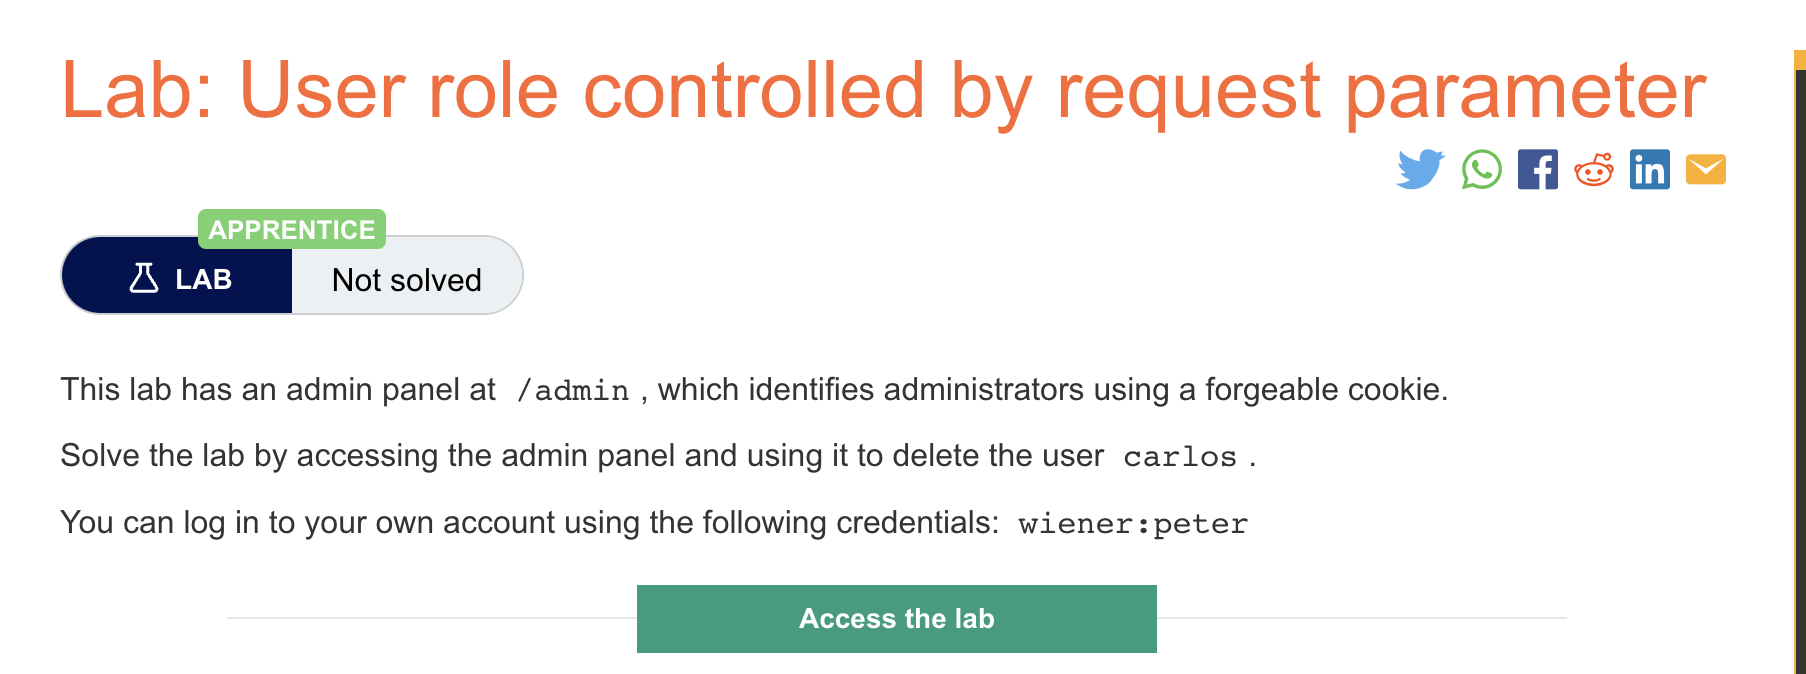 Lab: User role controlled by request parameter
APPRENTICE
LAB Not solved
This lab has an admin panel at /admin , which identifies administrators using a forgeable cookie.
Solve the lab by accessing the admin panel and using it to delete the user carlos .
You can log in to your own account using the following credentials: wiener:peter
Access the lab